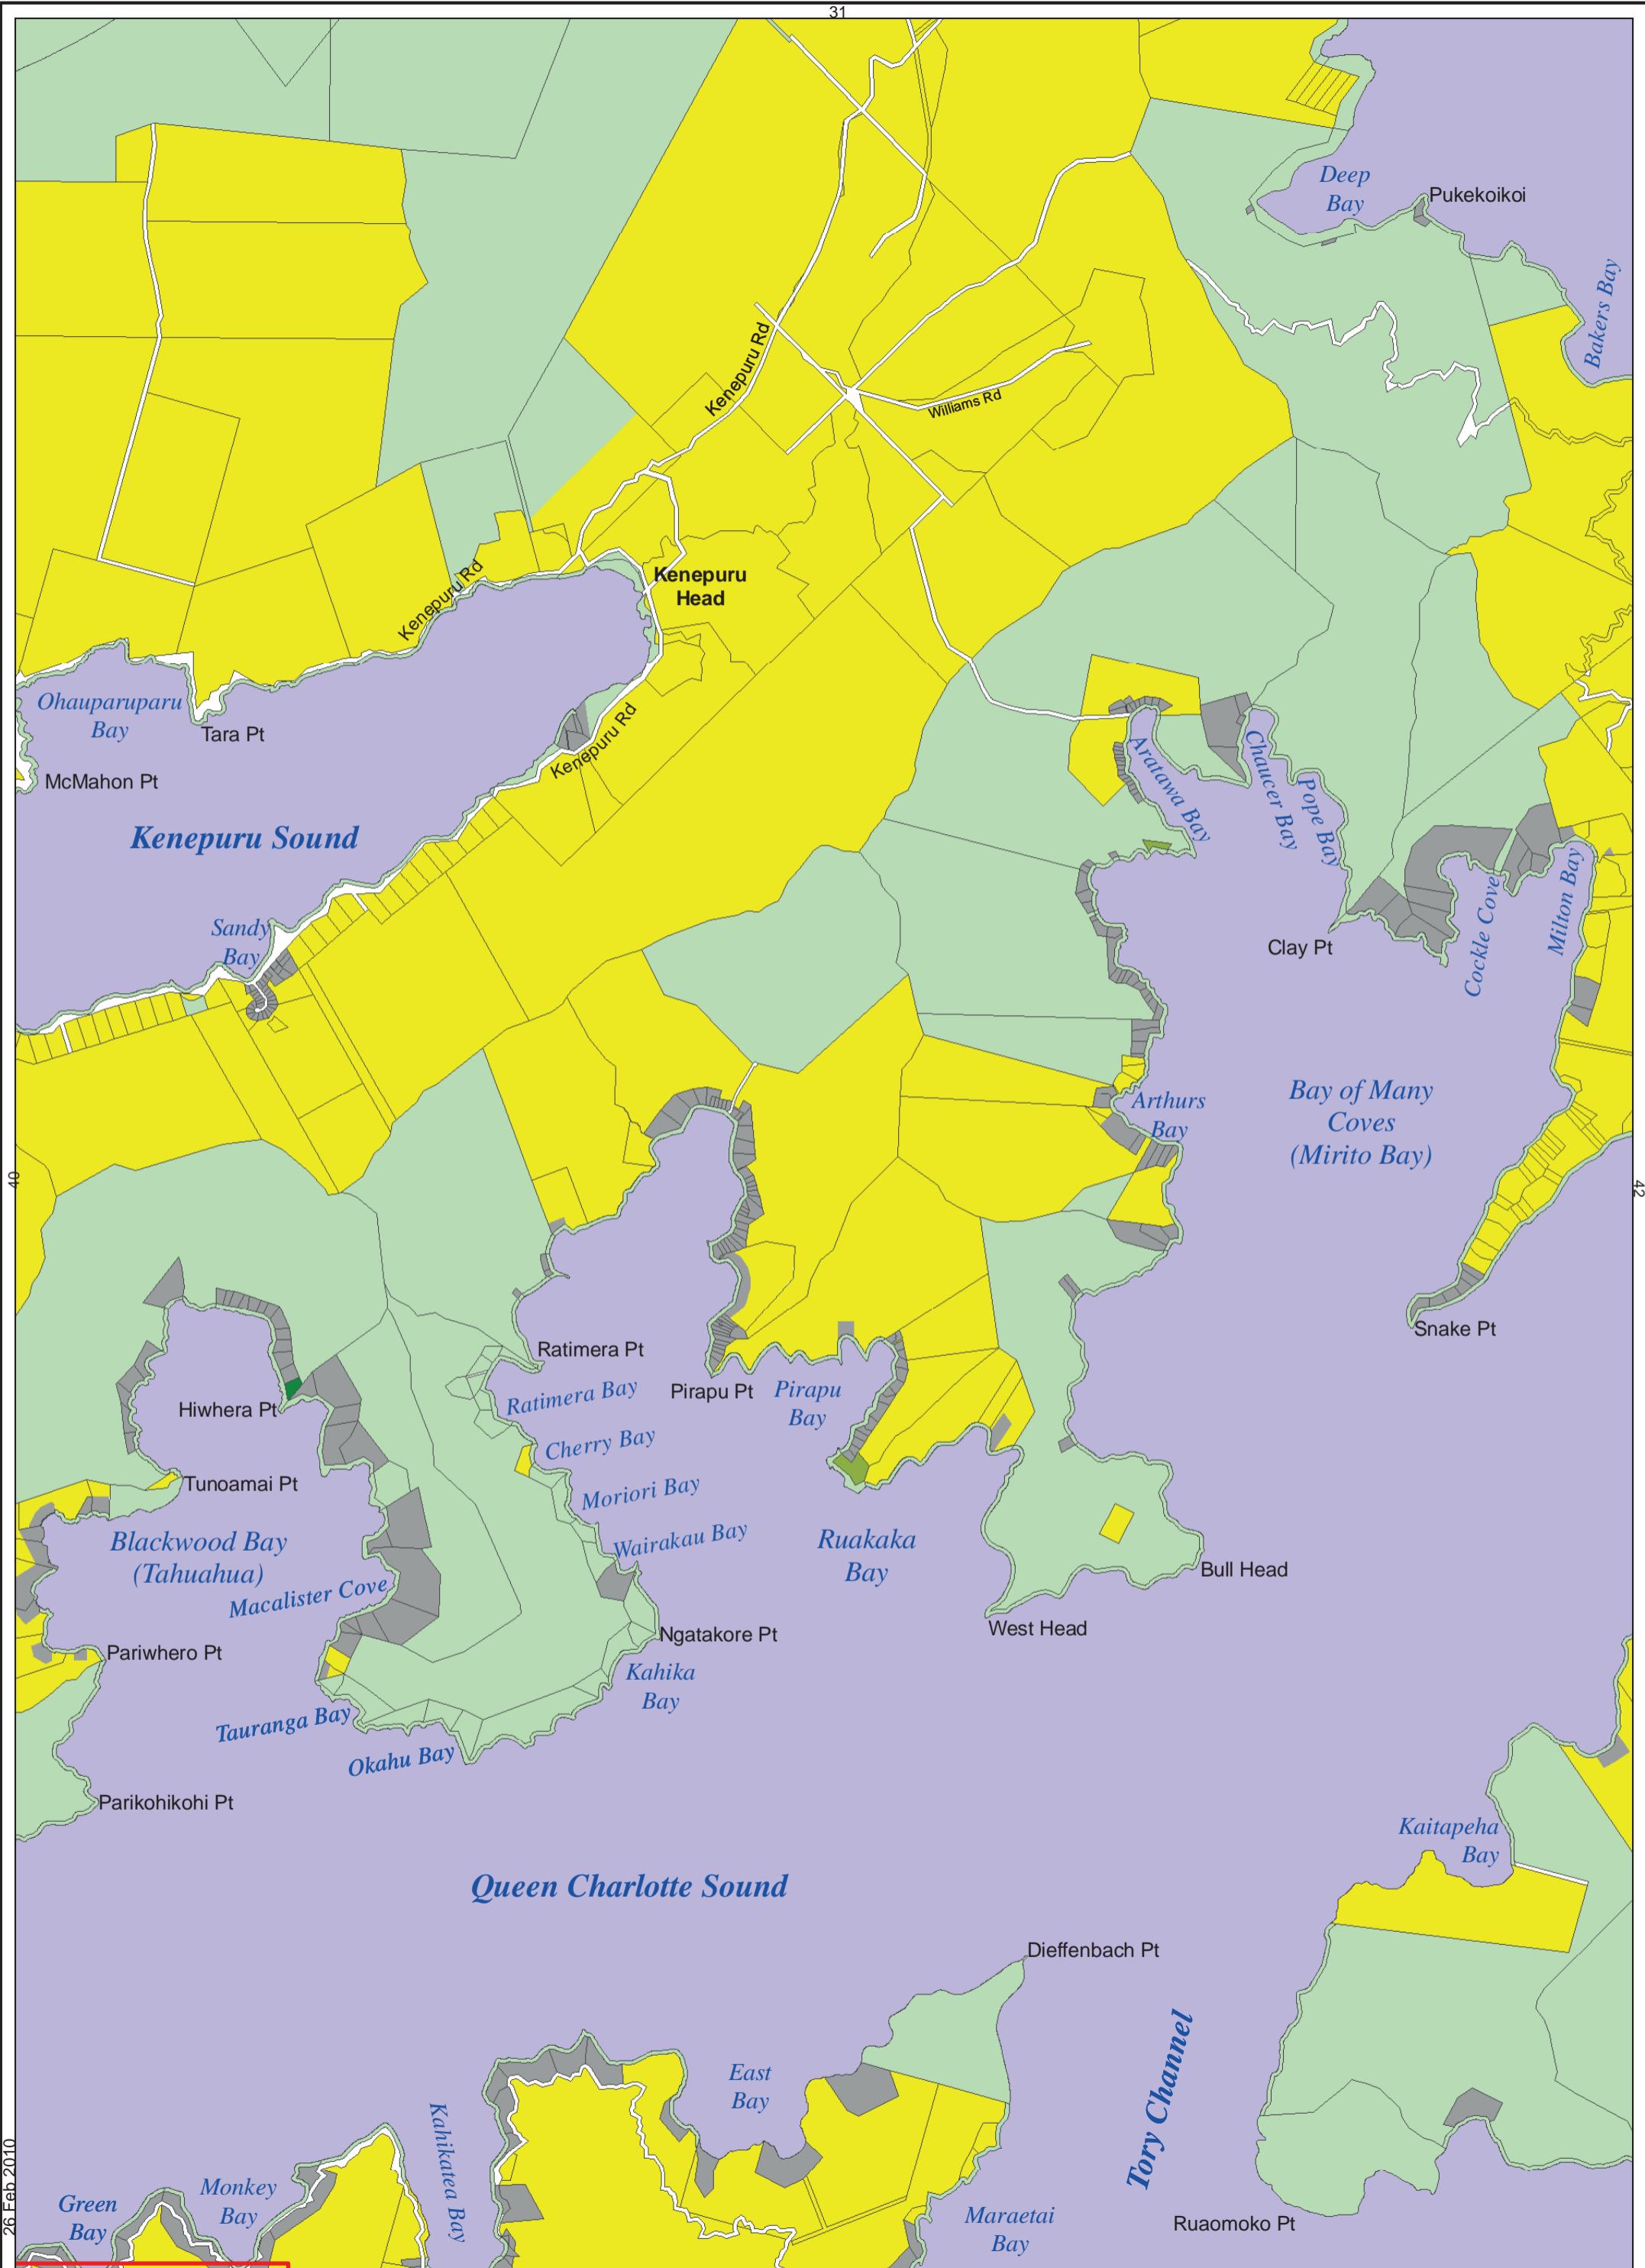 31
Deep
Bay
Pukekoikoi
Bakers Bay
Kenepuru Rd
Williams Rd
Kenepuru Rd
Kenepuru
Head
Ohauparuparu
Bay
Tara Pt
McMahon Pt
Kenepuru Rd
Kenepuru Sound
Aratawa Bay
Chaucer Bay
Pope Bay
Sandy
Bay
Clay Pt
Cockle Cove
Milton Bay
Arthurs
Bay
Bay of Many
Coves
(Mirito Bay)
40
42
Snake Pt
Ratimera Pt
Ratimera Bay
Pirapu Pt
Pirapu
Bay
Hiwhera Pt
Cherry Bay
Tunoamai Pt
Moriori Bay
Blackwood Bay
(Tahuahua)
Wairakau Bay
Ruakaka
Bay
Bull Head
Macalister Cove
West Head
Ngatakore Pt
Pariwhero Pt
Kahika
Bay
Tauranga Bay
Okahu Bay
Parikohikohi Pt
Kaitapeha
Bay
Queen Charlotte Sound
Dieffenbach Pt
Tory Channel
East
Bay
Kahikatea Bay
Monkey
Bay
Green
Bay
Maraetai
Bay
Ruaomoko Pt
26 Feb 2010